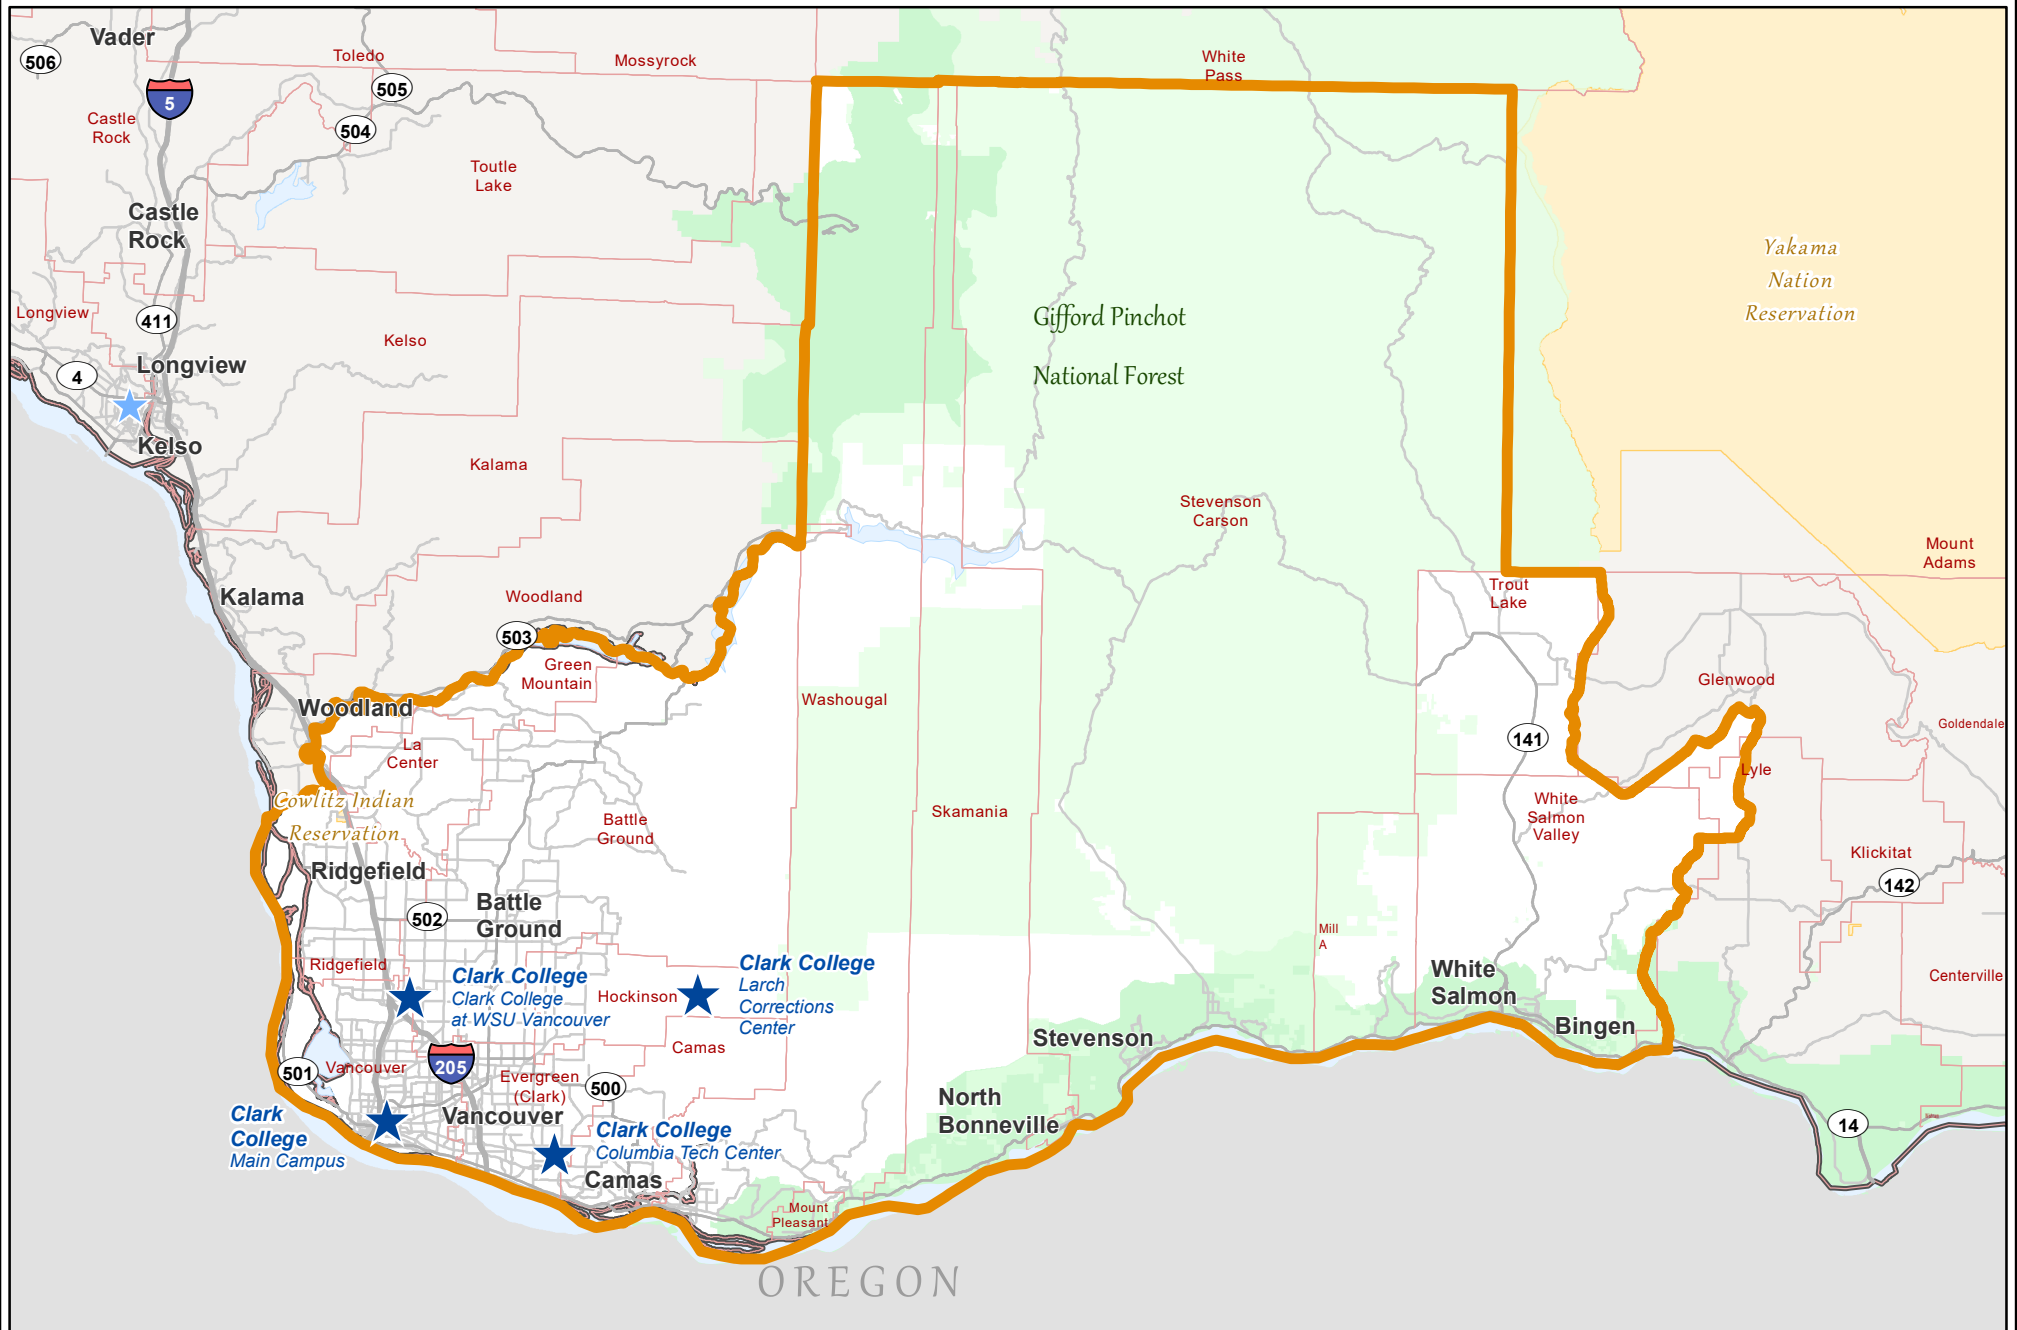 Vader
506
Toledo
Mossyrock
White
Pass
5
505
Castle
Rock
504
Toutle
Lake
Castle
Rock
Yakama
Nation
Reservation
Longview
411
Kelso
Gifford Pinchot
National Forest
Longview
4
Kelso
Kalama
Stevenson
Carson
Mount
Adams
Kalama
Woodland
Trout
Lake
503
Green
Mountain
Washougal
Glenwood
Woodland
La
Center
141
Goldendale
Lyle
Cowlitz Indian
Reservation
Battle
Ground
Skamania
White
Salmon
Valley
Ridgefield
Klickitat
142
Battle
Ground
502
Mill
A
Ridgefield
Clark College
Clark College
at WSU Vancouver
Hockinson
Clark College
Larch
Corrections
Center
White
Salmon
Centerville
Bingen
Stevenson
Camas
501
Vancouver
205
Evergreen
(Clark)
500
Vancouver
North
Bonneville
Clark
College
Main Campus
Clark College
Columbia Tech Center
14
Camas
Mount
Pleasant
OREGON